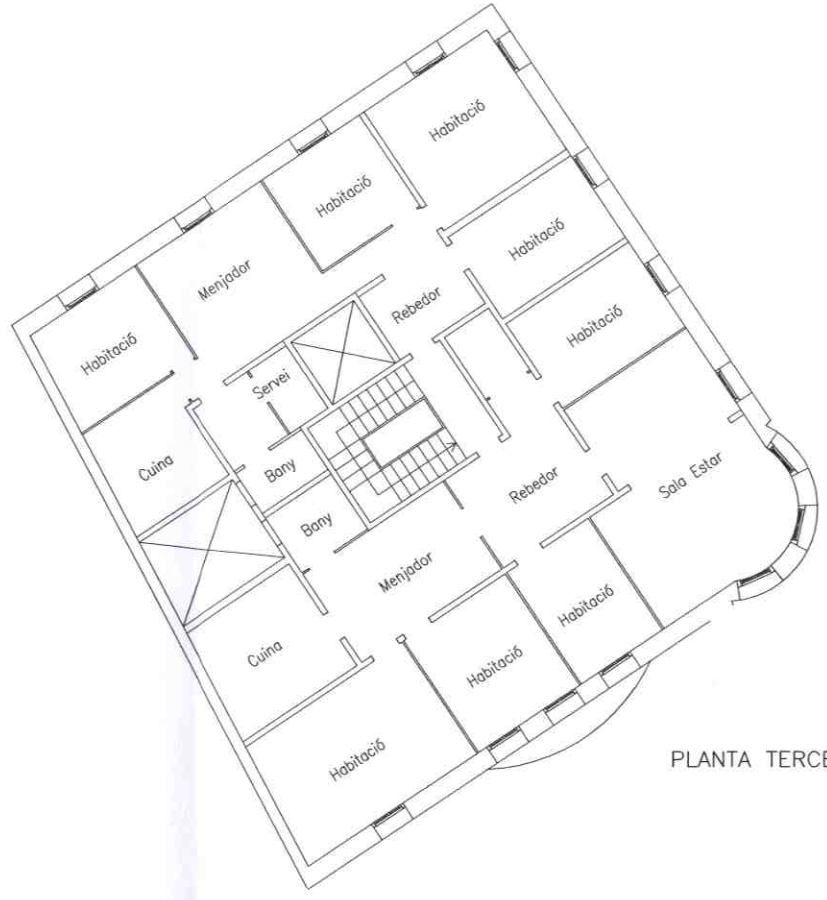 Habitació
Habitació
Habitació
Menjador
Habitació
Rebedor
Habitació
Habitació
Servei
Cuina
Bany
Sala Estar
Rebedor
Bany
Menjador
Habitació
Cuina
Habitació
Habitació
PLANTA TERCE